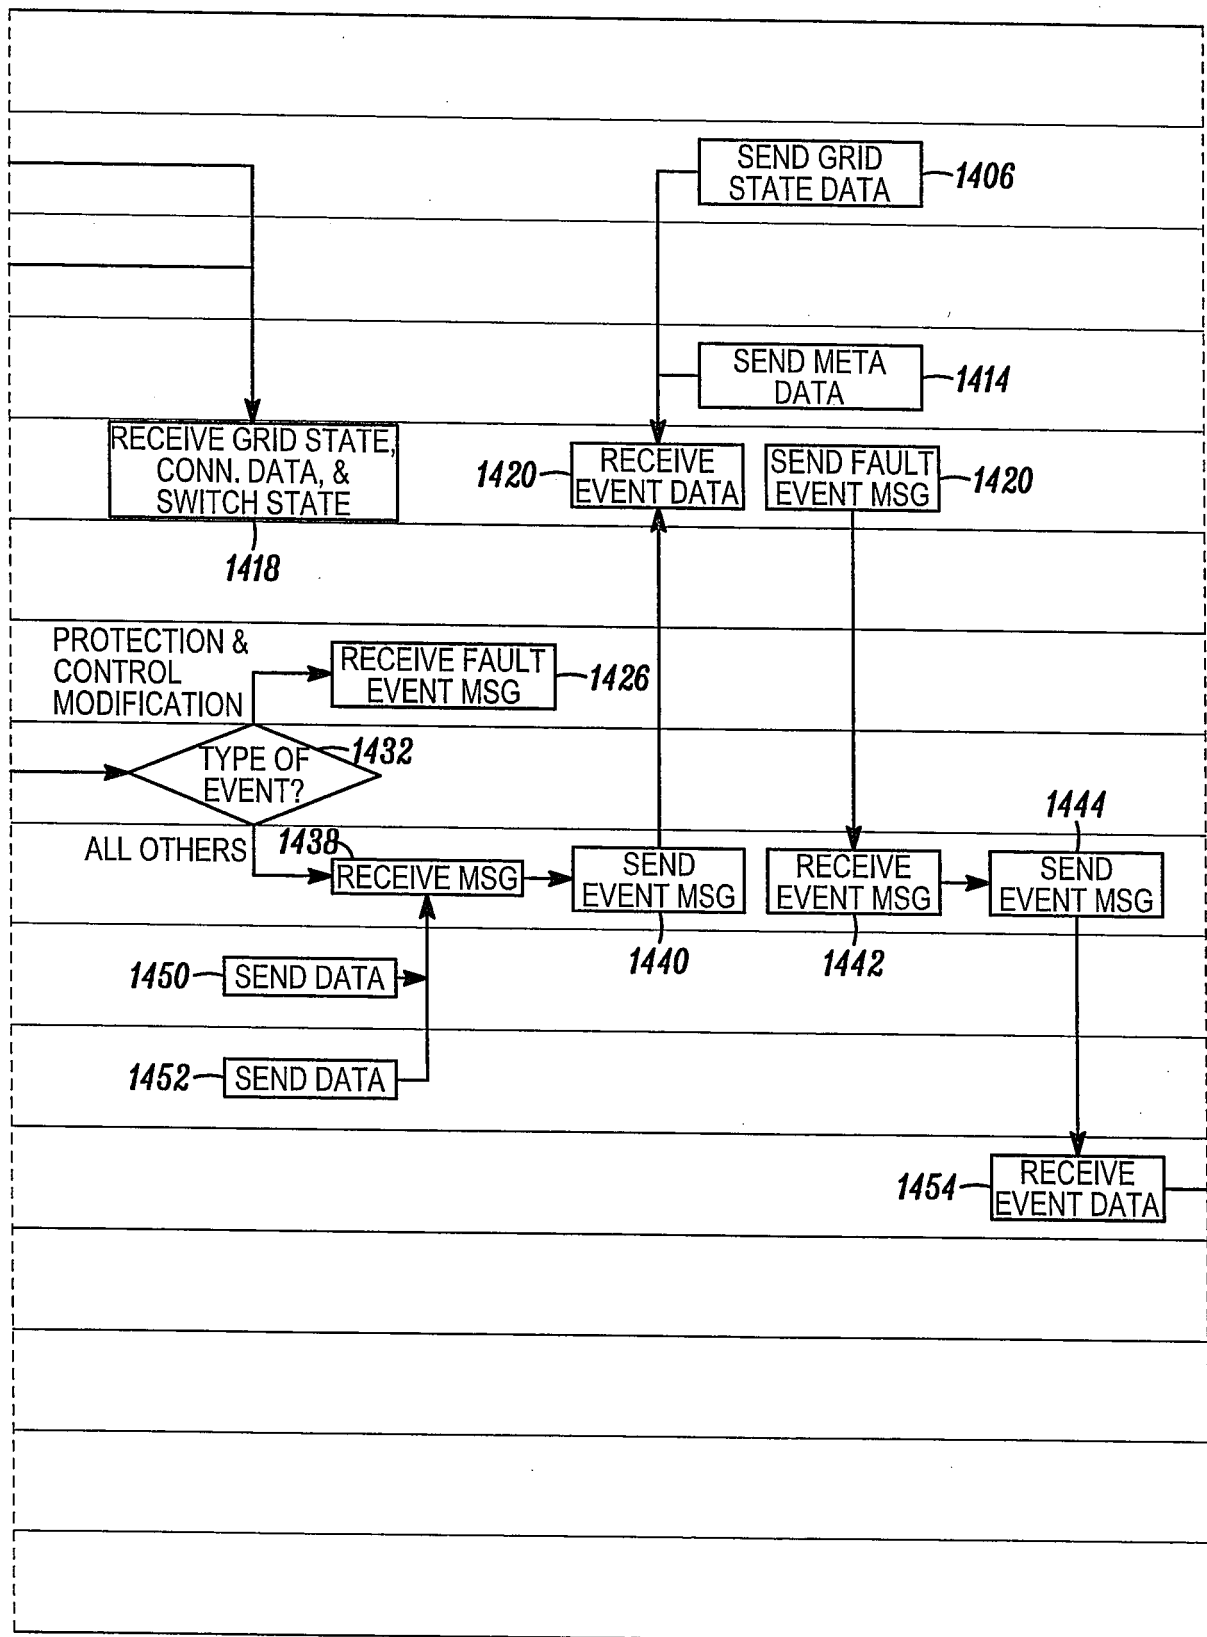 SEND GRID
STATE DATA
1406
SEND META
DATA
1414
RECEIVE GRID STATE,
CONN. DATA, &
SWITCH STATE
1418
1420
RECEIVE
EVENT DATA
SEND FAULT
EVENT MSG
1420
PROTECTION &
CONTROL
MODIFICATION
RECEIVE FAULT
EVENT MSG
1426
TYPE OF
EVENT?
1432
ALL OTHERS
1438
RECEIVE MSG
SEND
EVENT MSG
1440
RECEIVE
EVENT MSG
1442
1444
SEND
EVENT MSG
1450
SEND DATA
1452
SEND DATA
1454
RECEIVE
EVENT DATA